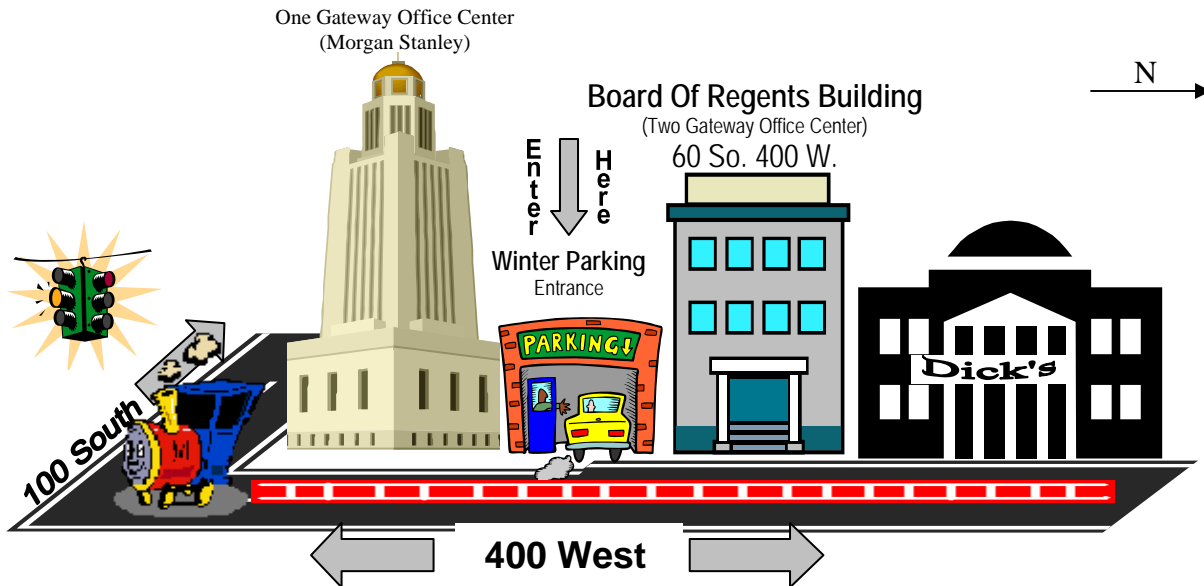 One Gateway Office Center
(Morgan Stanley)
N
Board Of Regents Building
(Two Gateway Office Center)
60 So. 400 W.
Enter
Here
Winter Parking
Entrance
PARKING↓
Dick's
100 South
400 West